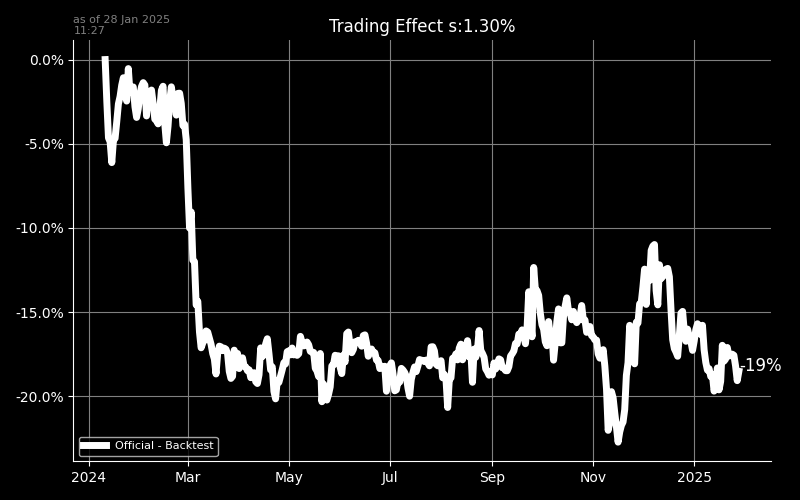 as of 28 Jan 2025
11:27
Trading Effect s:1.30%
0.0%
-5.0%
-10.0%
-15.0%
-20.0%
-19%
Official - Backtest
2024 Mar May Jul Sep Nov 2025